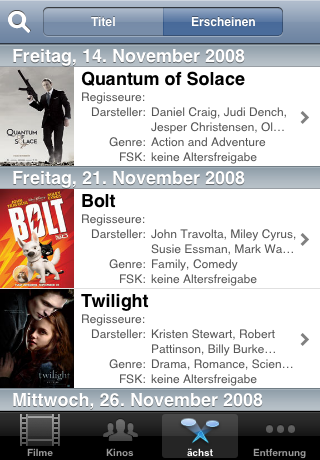 Titel
Erscheinen
Freitag, 14. November 2008
Quantum of Solace
Regisseure:
Darsteller: Daniel Craig, Judi Dench,
Jesper Christensen, Ol…
Genre: Action and Adventure
FSK: keine Altersfreigabe
QUANTUM
OF SOLACE
Freitag, 21. November 2008
Bolt
Regisseure:
Darsteller: John Travolta, Miley Cyrus,
Susie Essman, Mark Wa…
Genre: Family, Comedy
FSK: keine Altersfreigabe
BOLT
Twilight
Regisseure:
Darsteller: Kristen Stewart, Robert
Pattinson, Billy Burke…
Genre: Drama, Romance, Scien…
FSK: keine Altersfreigabe
twilight
Mittwoch, 26. November 2008
Filme
Kinos
ächst
Entfernung